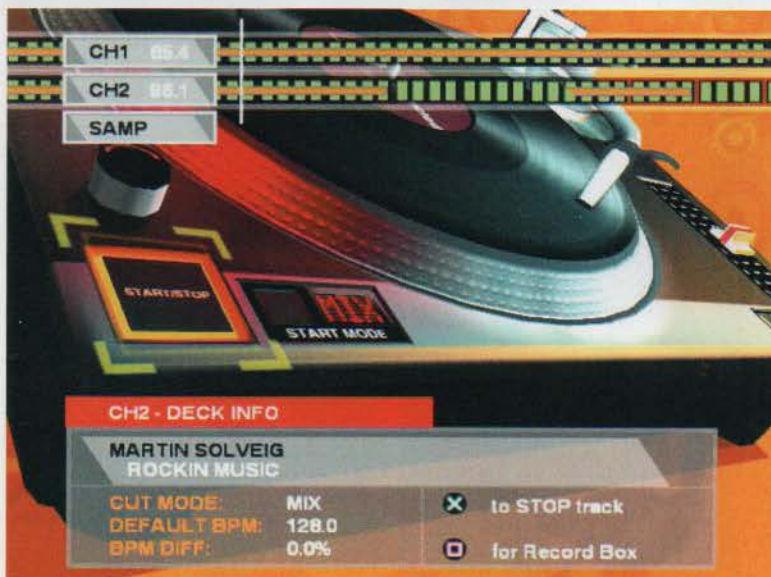 CH1
CH2
SAMP
START/STOP
MIX
START MODE
CH2 - DECK INFO
MARTIN SOLVEIG
ROCKIN MUSIC
CUT MODE: MIX
DEFAULT BPM: 128.0
BPM DIFF: 0.0%
to STOP track
for Record Box